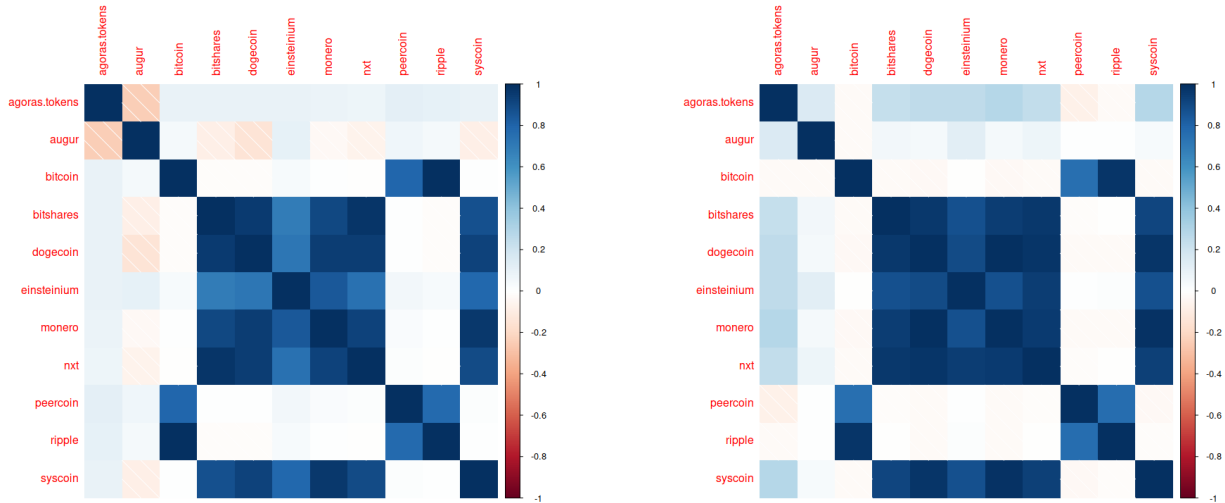 agoras.tokens
augur
bitcoin
bitshares
dogecoin
einsteinium
monero
nxt
peercoin
ripple
syscoin
agoras.tokens
augur
bitcoin
bitshares
dogecoin
einsteinium
monero
nxt
peercoin
ripple
syscoin
1
0.8
0.6
0.4
0.2
0
-0.2
-0.4
-0.6
-0.8
-1
agoras.tokens
augur
bitcoin
bitshares
dogecoin
einsteinium
monero
nxt
peercoin
ripple
syscoin
agoras.tokens
augur
bitcoin
bitshares
dogecoin
einsteinium
monero
nxt
peercoin
ripple
syscoin
1
0.8
0.6
0.4
0.2
0
-0.2
-0.4
-0.6
-0.8
-1